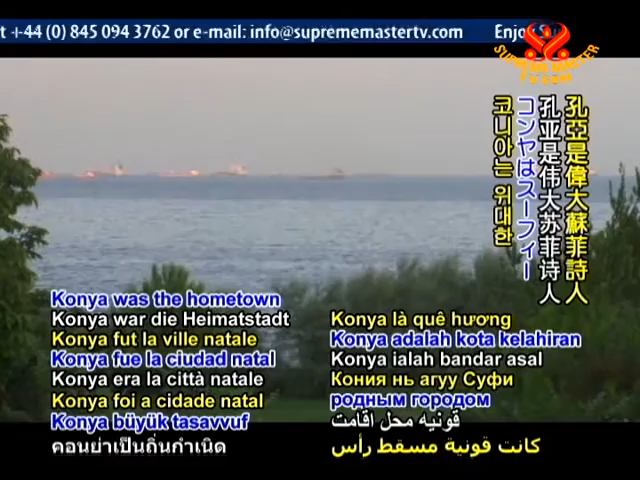 t +44 (0) 845 094 3762 or e-mail: info@suprememastertv.com
Enjoy Su
SUPREME MASTER
TV.COM
孔亞是偉大蘇菲詩人
孔亚是伟大苏菲诗人
コンヤはスーフィー
코니아는 위대한
Konya was the hometown
Konya war die Heimatstadt
Konya fut la ville natale
Konya fue la ciudad natal
Konya era la città natale
Konya foi a cidade natal
Konya büyük tasavvuf
คอนย่าเป็นถิ่นกำเนิด
Konya là quê hương
Konya adalah kota kelahiran
Konya ialah bandar asal
Кония нь агуу Суфи
родным городом
قونیه محل اقامت
كانت قونية مسقط رأس